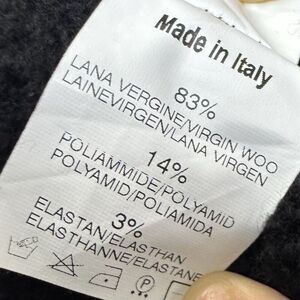 Made in Italy
83%
LANA VERGINE/VIRGIN WOO
LAINEVIRGEN/LANA VIRGEN
14%
POLIAMMIDE/POLYAMID
POLYAMID/POLIAMIDA
3%
ELASTAN/ELASTHAN
ELASTHANNE/ELASTANE
P